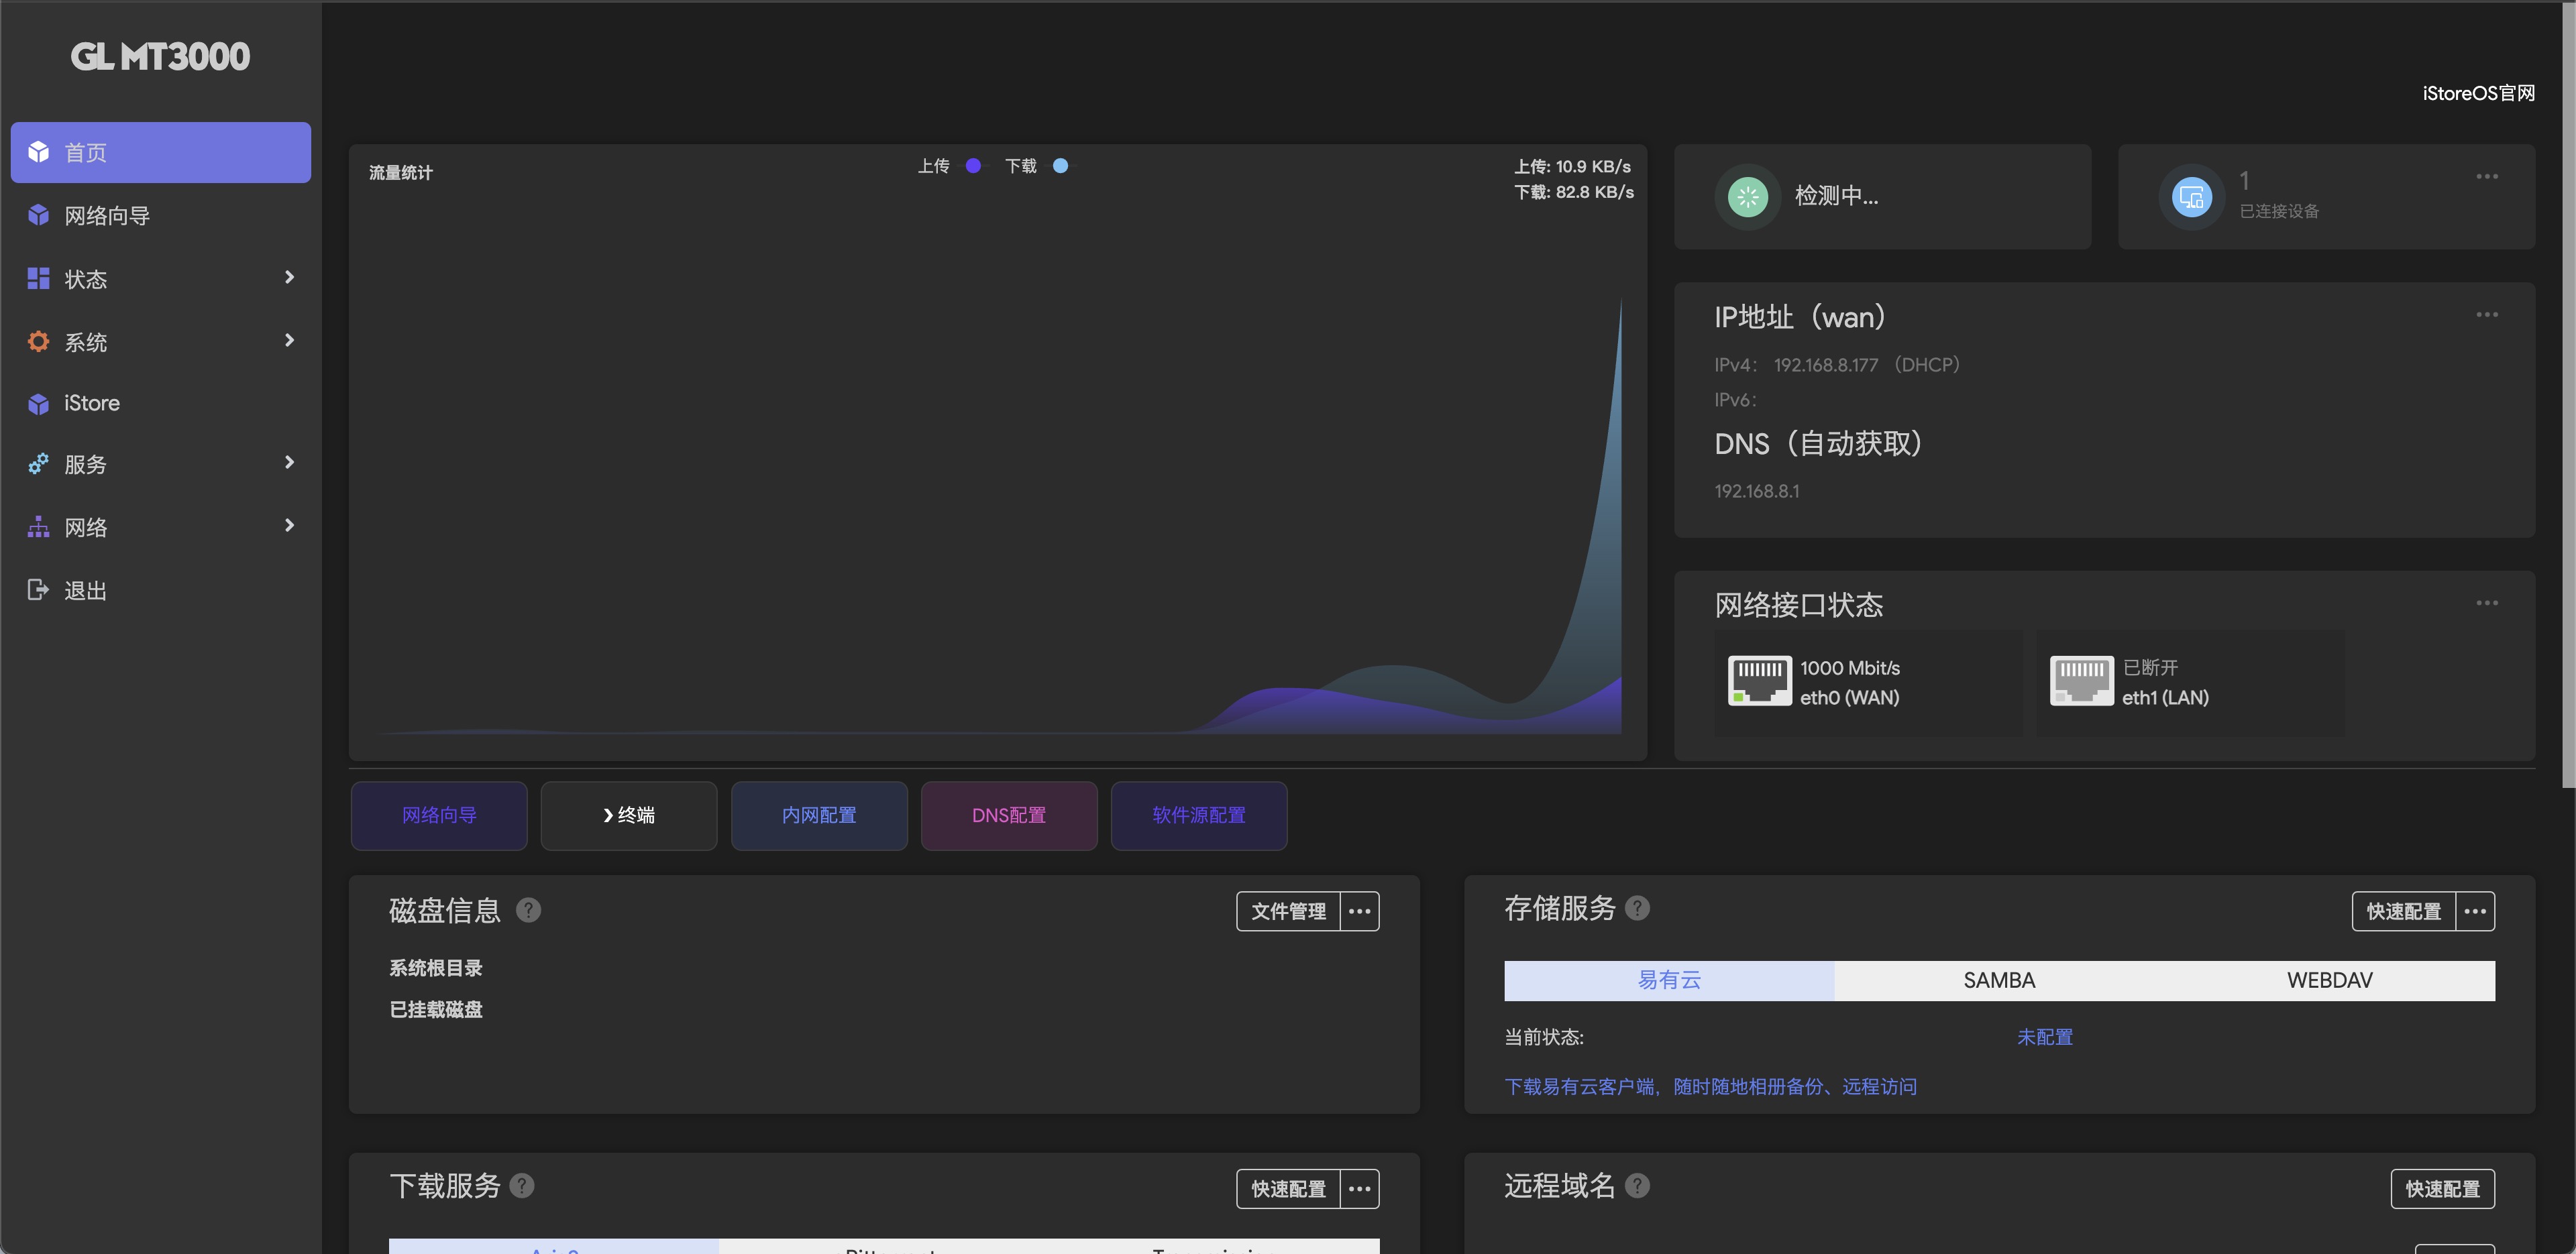 GL MT3000
首页
网络向导
状态
系统
iStore
服务
网络
退出
iStoreOS官网
流量统计
上传
下载
上传: 10.9 KB/s
下载: 82.8 KB/s
检测中...
1
已连接设备
IP地址（wan）
IPv4： 192.168.8.177 （DHCP）
IPv6：
DNS（自动获取）
192.168.8.1
网络接口状态
1000 Mbit/s
eth0 (WAN)
已断开
eth1 (LAN)
网络向导
终端
内网配置
DNS配置
软件源配置
磁盘信息 ?
文件管理
系统根目录
已挂载磁盘
存储服务 ?
快速配置
易有云
SAMBA
WEBDAV
当前状态:
未配置
下载易有云客户端，随时随地相册备份、远程访问
下载服务 ?
快速配置
远程域名 ?
快速配置